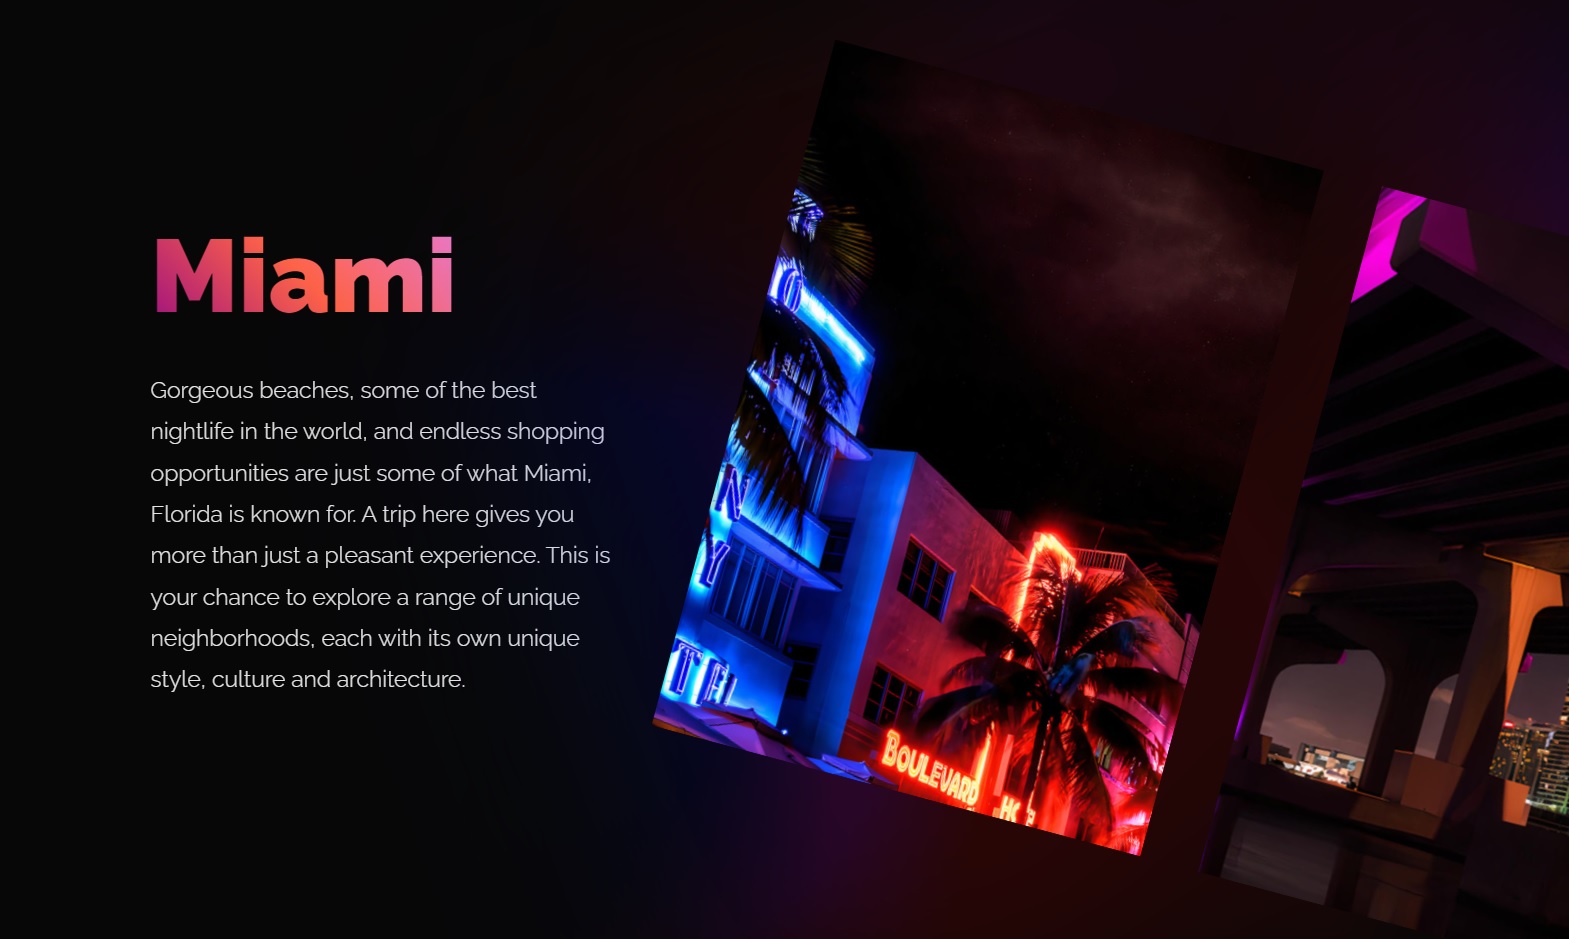 Miami
Gorgeous beaches, some of the best
nightlife in the world, and endless shopping
opportunities are just some of what Miami,
Florida is known for. A trip here gives you
more than just a pleasant experience. This is
your chance to explore a range of unique
neighborhoods, each with its own unique
style, culture and architecture.
O
N
Y
TEL
BOULEVARD
HOTEL